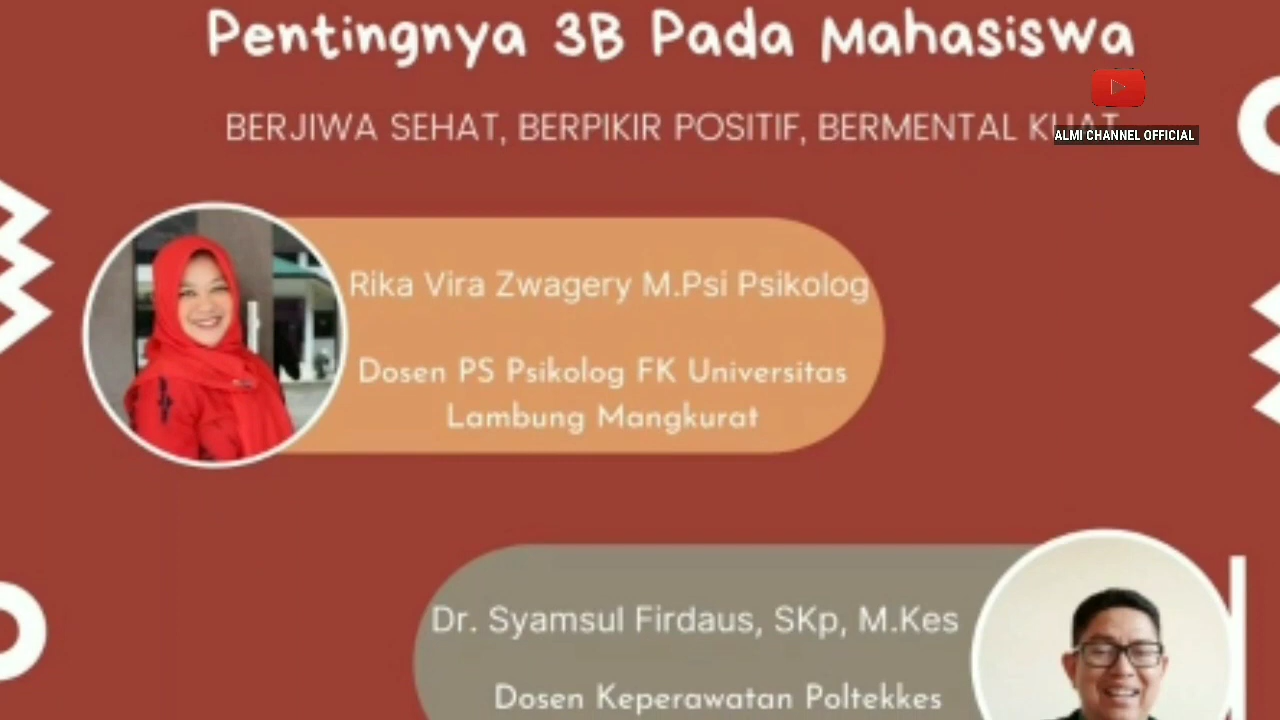 Pentingnya 3B Pada Mahasiswa
BERJIWA SEHAT, BERPIKIR POSITIF, BERMENTAL KUAT
ALMI CHANNEL OFFICIAL
Rika Vira Zwagery M.Psi Psikolog
Dosen PS Psikolog FK Universitas
Lambung Mangkurat
Dr. Syamsul Firdaus, SKp, M.Kes
Dosen Keperawatan Poltekkes